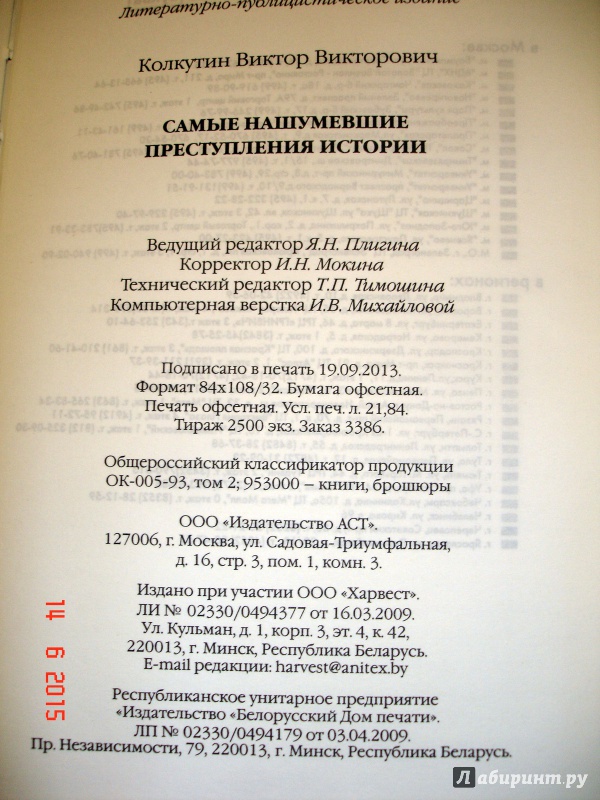 Литературно-публицистическое издание
Колкутин Виктор Викторович
САМЫЕ НАШУМЕВШИЕ
ПРЕСТУПЛЕНИЯ ИСТОРИИ
Ведущий редактор Я.Н. Плигина
Корректор И.Н. Мокина
Технический редактор Т.П. Тимошина
Компьютерная верстка И.В. Михайловой
Подписано в печать 19.09.2013.
Формат 84х108/32. Бумага офсетная.
Печать офсетная. Усл. печ. л. 21,84.
Тираж 2500 экз. Заказ 3386.
Общероссийский классификатор продукции
ОК-005-93, том 2; 953000 – книги, брошюры
ООО «Издательство АСТ».
127006, г. Москва, ул. Садовая-Триумфальная,
д. 16, стр. 3, пом. 1, комн. 3.
Издано при участии ООО «Харвест».
ЛИ № 02330/0494377 от 16.03.2009.
Ул. Кульман, д. 1, корп. 3, эт. 4, к. 42,
220013, г. Минск, Республика Беларусь.
E-mail редакции: harvest@anitex.by
Республиканское унитарное предприятие
«Издательство «Белорусский Дом печати».
ЛП № 02330/0494179 от 03.04.2009.
Пр. Независимости, 79, 220013, г. Минск, Республика Беларусь.
14 6 2015
Лабиринт.ру